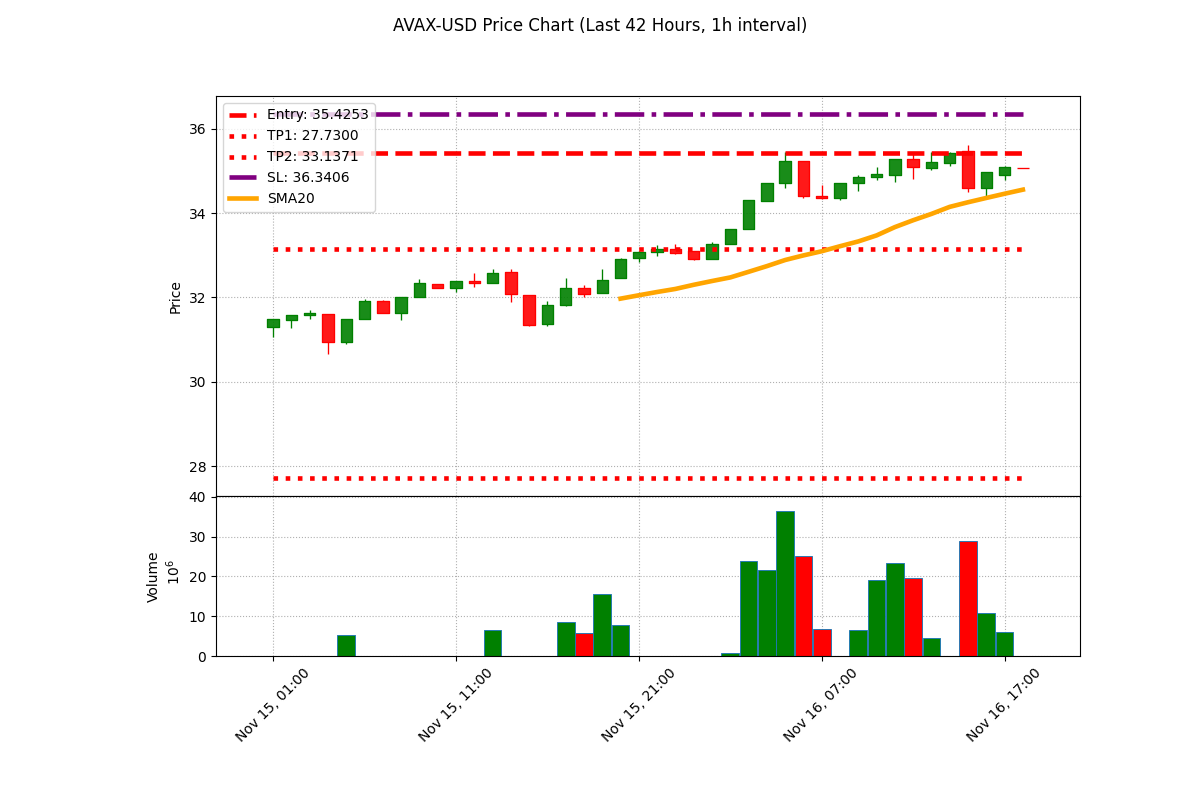 AVAX-USD Price Chart (Last 42 Hours, 1h interval)
Entry: 35.4253
TP1: 27.7300
TP2: 33.1371
SL: 36.3406
SMA20
Price
36
34
32
30
28
Volume
10^6
40
30
20
10
0
Nov 15, 01:00
Nov 15, 11:00
Nov 15, 21:00
Nov 16, 07:00
Nov 16, 17:00